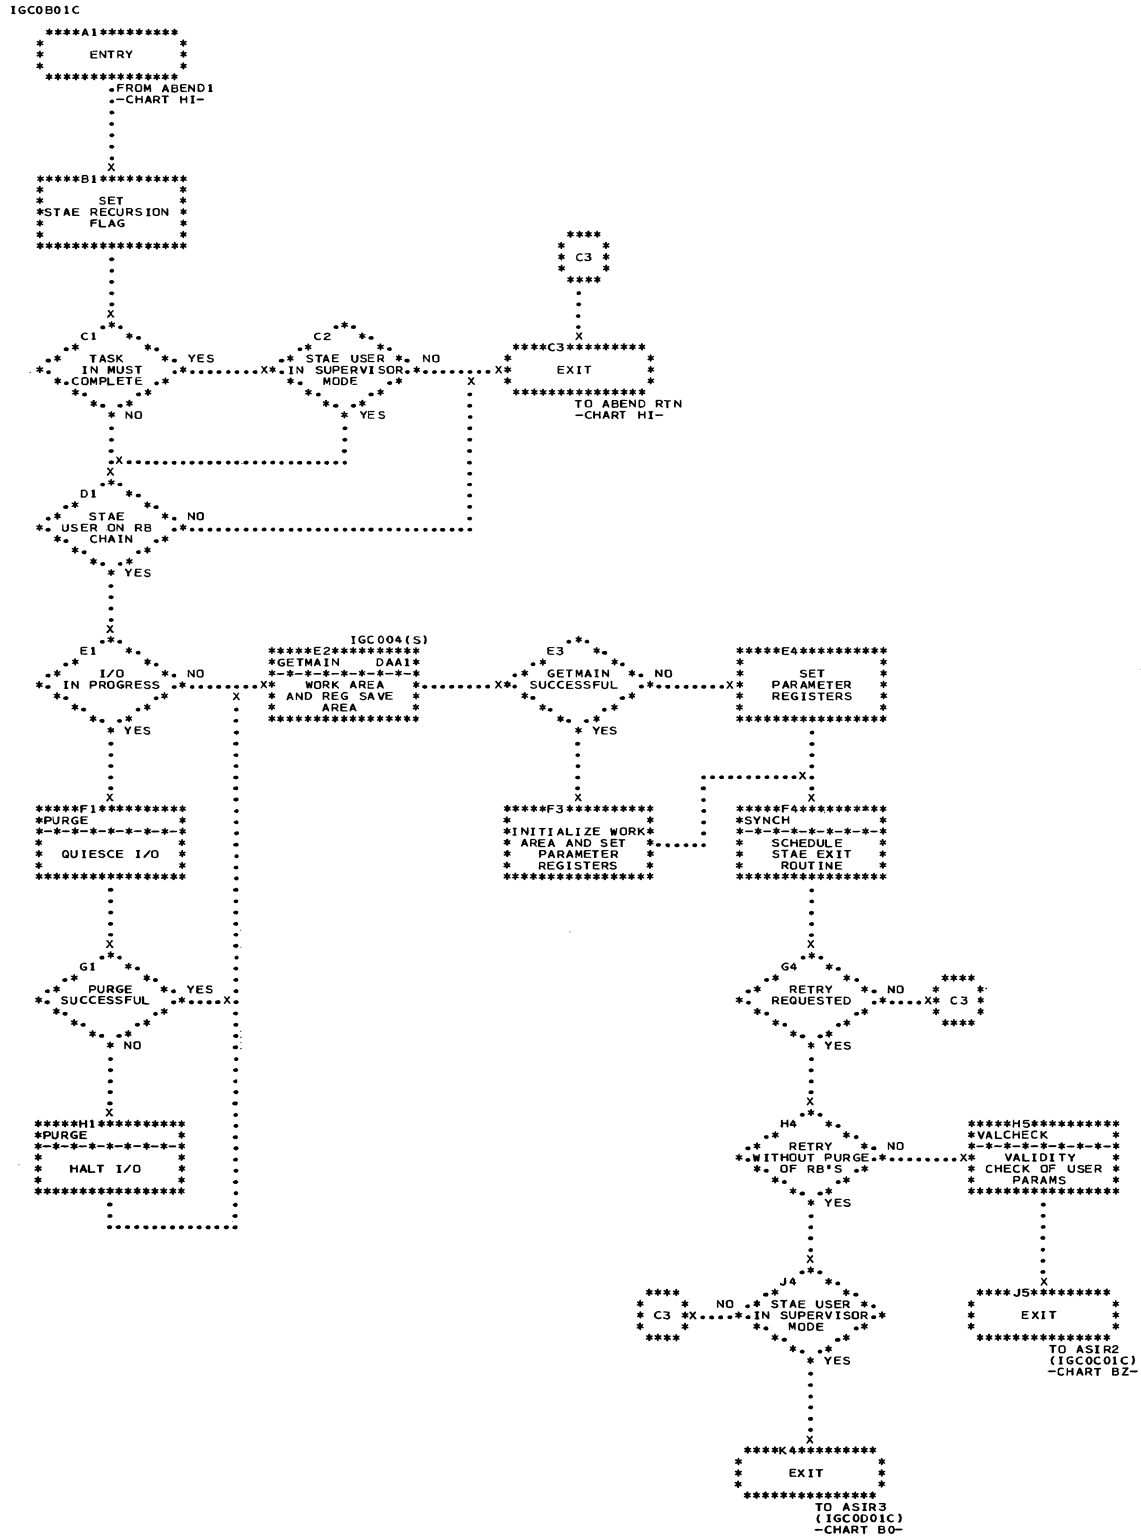 IGC0B01C
A1
ENTRY
FROM ABEND1
-CHART HI-
B1
SET
STAE RECURSION
FLAG
C3
C1
TASK
IN MUST
COMPLETE
YES
NO
C2
STAE USER
IN SUPERVISOR
MODE
NO
YES
C3
EXIT
TO ABEND RTN
-CHART HI-
D1
STAE
USER ON RB
CHAIN
NO
YES
E1
I/O
IN PROGRESS
NO
YES
IGC004(S)
E2
GETMAIN DAA1
WORK AREA
AND REG SAVE
AREA
E3
GETMAIN
SUCCESSFUL
NO
YES
E4
SET
PARAMETER
REGISTERS
F1
PURGE
QUIESCE I/O
F3
INITIALIZE WORK
AREA AND SET
PARAMETER
REGISTERS
F4
SYNCH
SCHEDULE
STAE EXIT
ROUTINE
G1
PURGE
SUCCESSFUL
YES
NO
G4
RETRY
REQUESTED
NO
YES
C3
H1
PURGE
HALT I/O
H4
RETRY
WITHOUT PURGE
OF RB'S
NO
YES
H5
VALCHECK
VALIDITY
CHECK OF USER
PARAMS
C3
J4
NO
STAE USER
IN SUPERVISOR
MODE
YES
J5
EXIT
TO ASIR2
(IGC0C01C)
-CHART BZ-
K4
EXIT
TO ASIR3
(IGC0D01C)
-CHART B0-